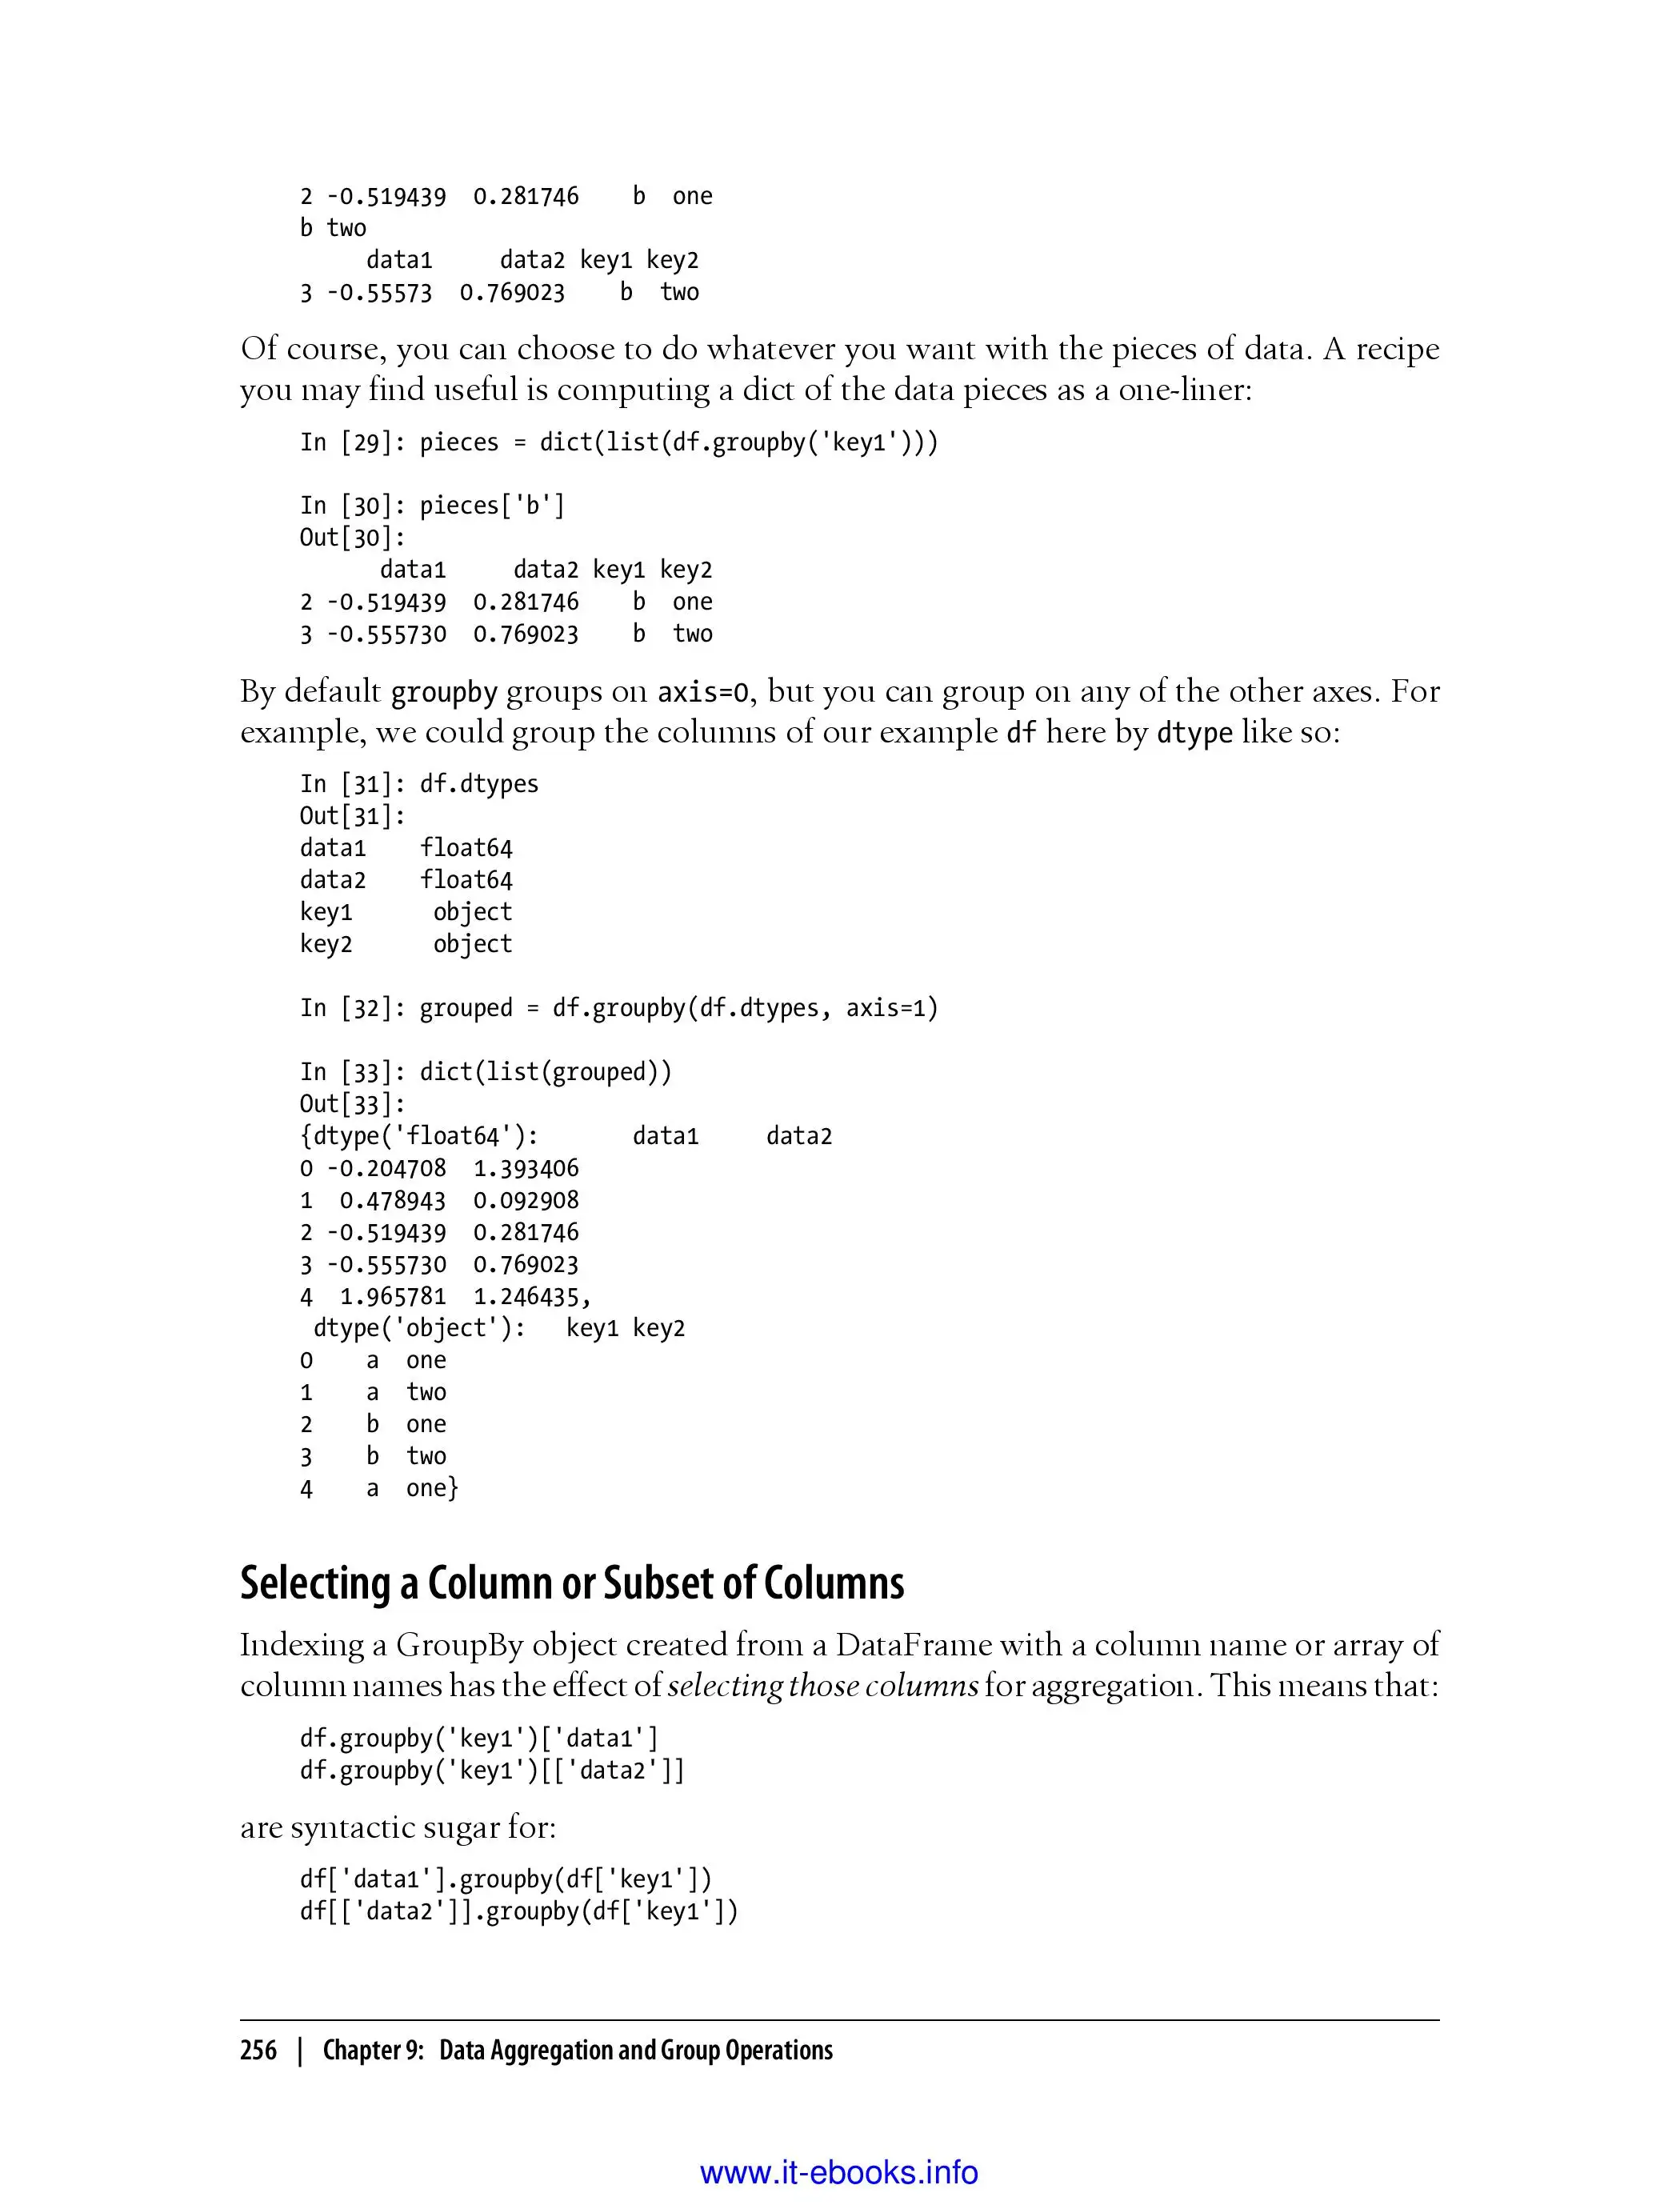 2 -0.519439  0.281746    b  one
b two
     data1     data2 key1 key2
3 -0.55573  0.769023    b  two
Of course, you can choose to do whatever you want with the pieces of data. A recipe
you may find useful is computing a dict of the data pieces as a one-liner:
In [29]: pieces = dict(list(df.groupby('key1')))
In [30]: pieces['b']
Out[30]:
      data1     data2 key1 key2
2 -0.519439  0.281746    b  one
3 -0.555730  0.769023    b  two
By default groupby groups on axis=0, but you can group on any of the other axes. For
example, we could group the columns of our example df here by dtype like so:
In [31]: df.dtypes
Out[31]:
data1    float64
data2    float64
key1      object
key2      object
In [32]: grouped = df.groupby(df.dtypes, axis=1)
In [33]: dict(list(grouped))
Out[33]:
{dtype('float64'):       data1     data2
0 -0.204708  1.393406
1  0.478943  0.092908
2 -0.519439  0.281746
3 -0.555730  0.769023
4  1.965781  1.246435,
 dtype('object'):   key1 key2
0    a  one
1    a  two
2    b  one
3    b  two
4    a  one}
Selecting a Column or Subset of Columns
Indexing a GroupBy object created from a DataFrame with a column name or array of
column names has the effect of selecting those columns for aggregation. This means that:
df.groupby('key1')['data1']
df.groupby('key1')[['data2']]
are syntactic sugar for:
df['data1'].groupby(df['key1'])
df[['data2']].groupby(df['key1'])
256 | Chapter 9: Data Aggregation and Group Operations
www.it-ebooks.info